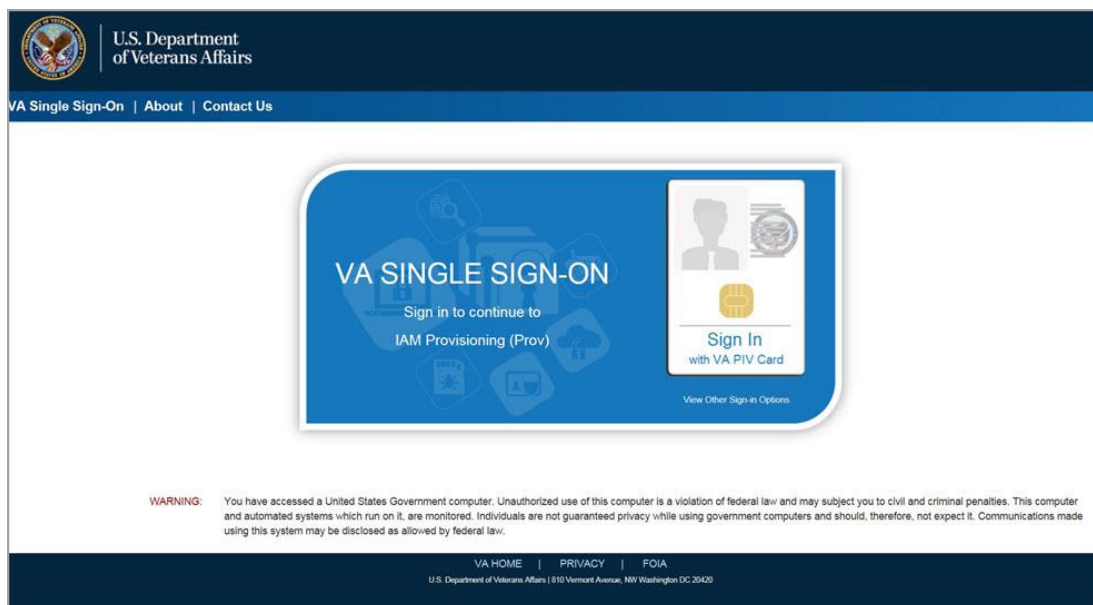 U.S. Department
of Veterans Affairs
VA Single Sign-On | About | Contact Us
VA SINGLE SIGN-ON
Sign in to continue to
IAM Provisioning (Prov)
Sign In
with VA PIV Card
View Other Sign-in Options
WARNING: You have accessed a United States Government computer. Unauthorized use of this computer is a violation of federal law and may subject you to civil and criminal penalties. This computer
and automated systems which run on it, are monitored. Individuals are not guaranteed privacy while using government computers and should, therefore, not expect it. Communications made
using this system may be disclosed as allowed by federal law.
VA HOME | PRIVACY | FOIA
U.S. Department of Veterans Affairs | 810 Vermont Avenue, NW Washington DC 20420